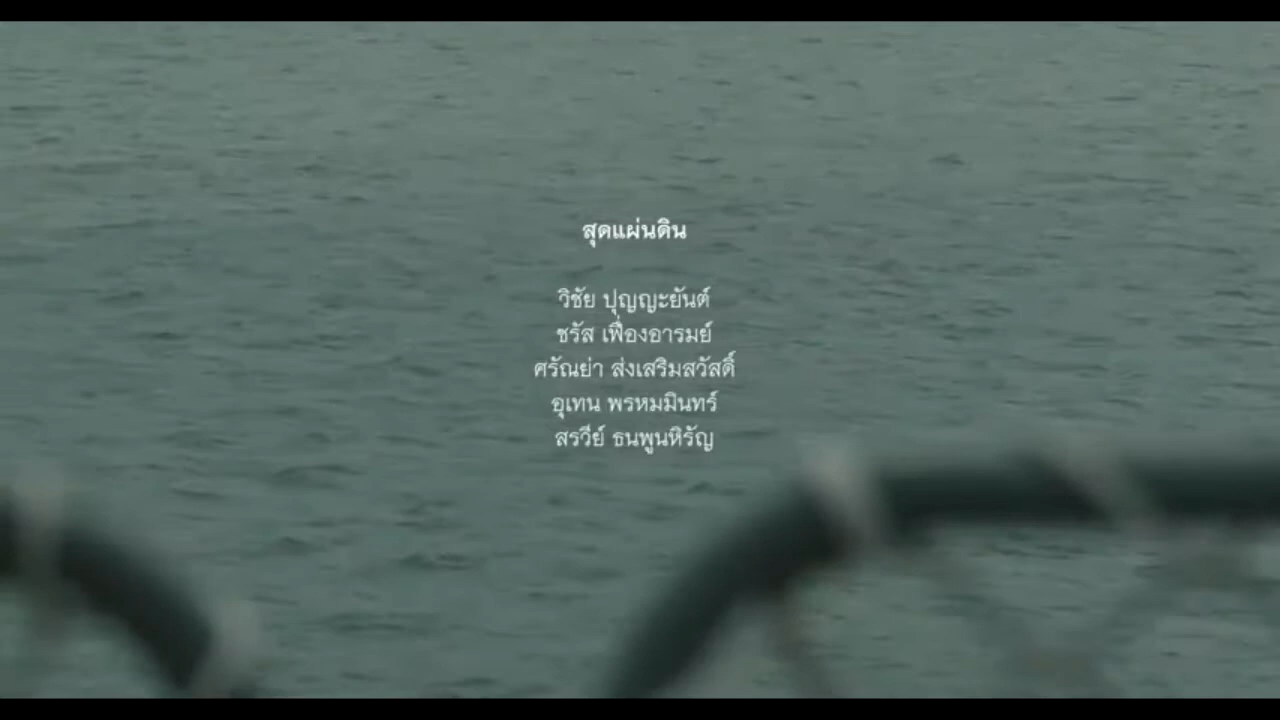 สุดแผ่นดิน
วิชัย ปุญญะยันต์
ชรัส เฟื่องอารมย์
ศรัณย่า ส่งเสริมสวัสดิ์
อุเทน พรหมมินทร์
สรวีย์ ธนพูนหิรัญ